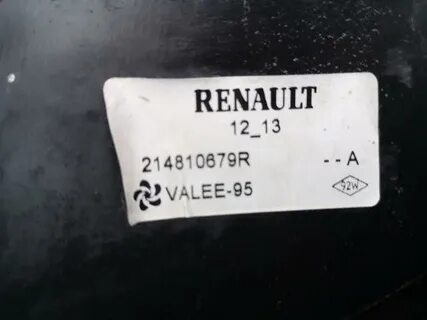 RENAULT
12_13
214810679R --A
VALEE-95 92W